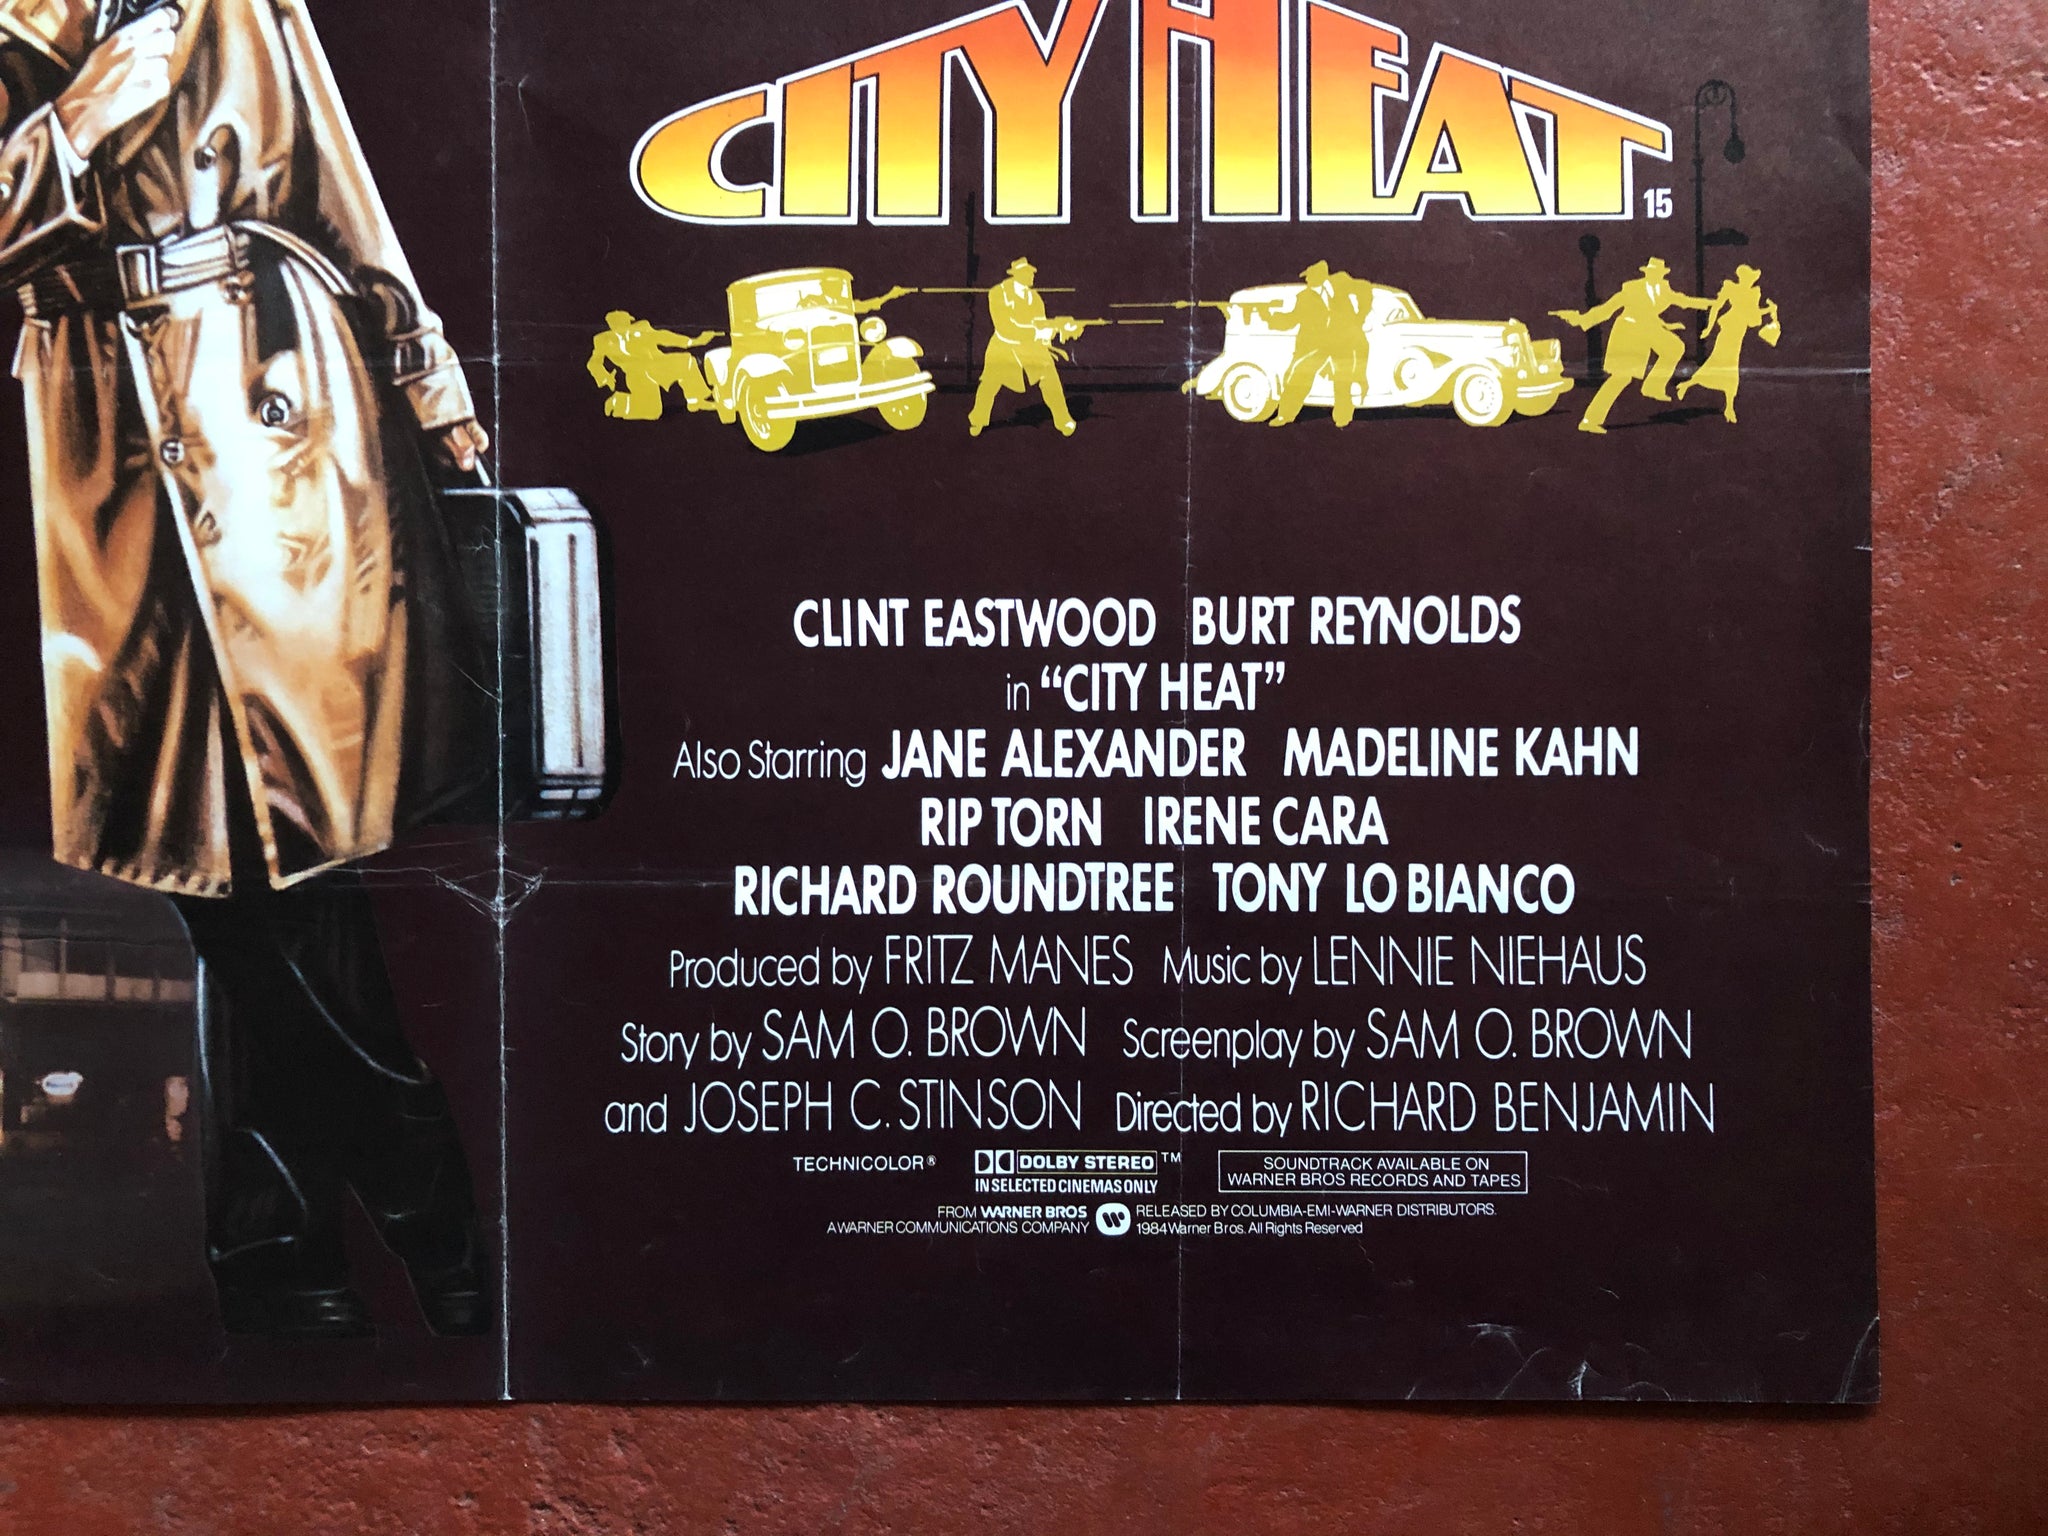 CITY HEAT
15
CLINT EASTWOOD BURT REYNOLDS
in “CITY HEAT”
Also Starring JANE ALEXANDER MADELINE KAHN
RIP TORN IRENE CARA
RICHARD ROUNDTREE TONY LO BIANCO
Produced by FRITZ MANES Music by LENNIE NIEHAUS
Story by SAM O. BROWN Screenplay by SAM O. BROWN
and JOSEPH C. STINSON Directed by RICHARD BENJAMIN
TECHNICOLOR®
DOLBY STEREO™
IN SELECTED CINEMAS ONLY
SOUNDTRACK AVAILABLE ON
WARNER BROS RECORDS AND TAPES
FROM WARNER BROS
A WARNER COMMUNICATIONS COMPANY
RELEASED BY COLUMBIA-EMI-WARNER DISTRIBUTORS.
1984 Warner Bros. All Rights Reserved